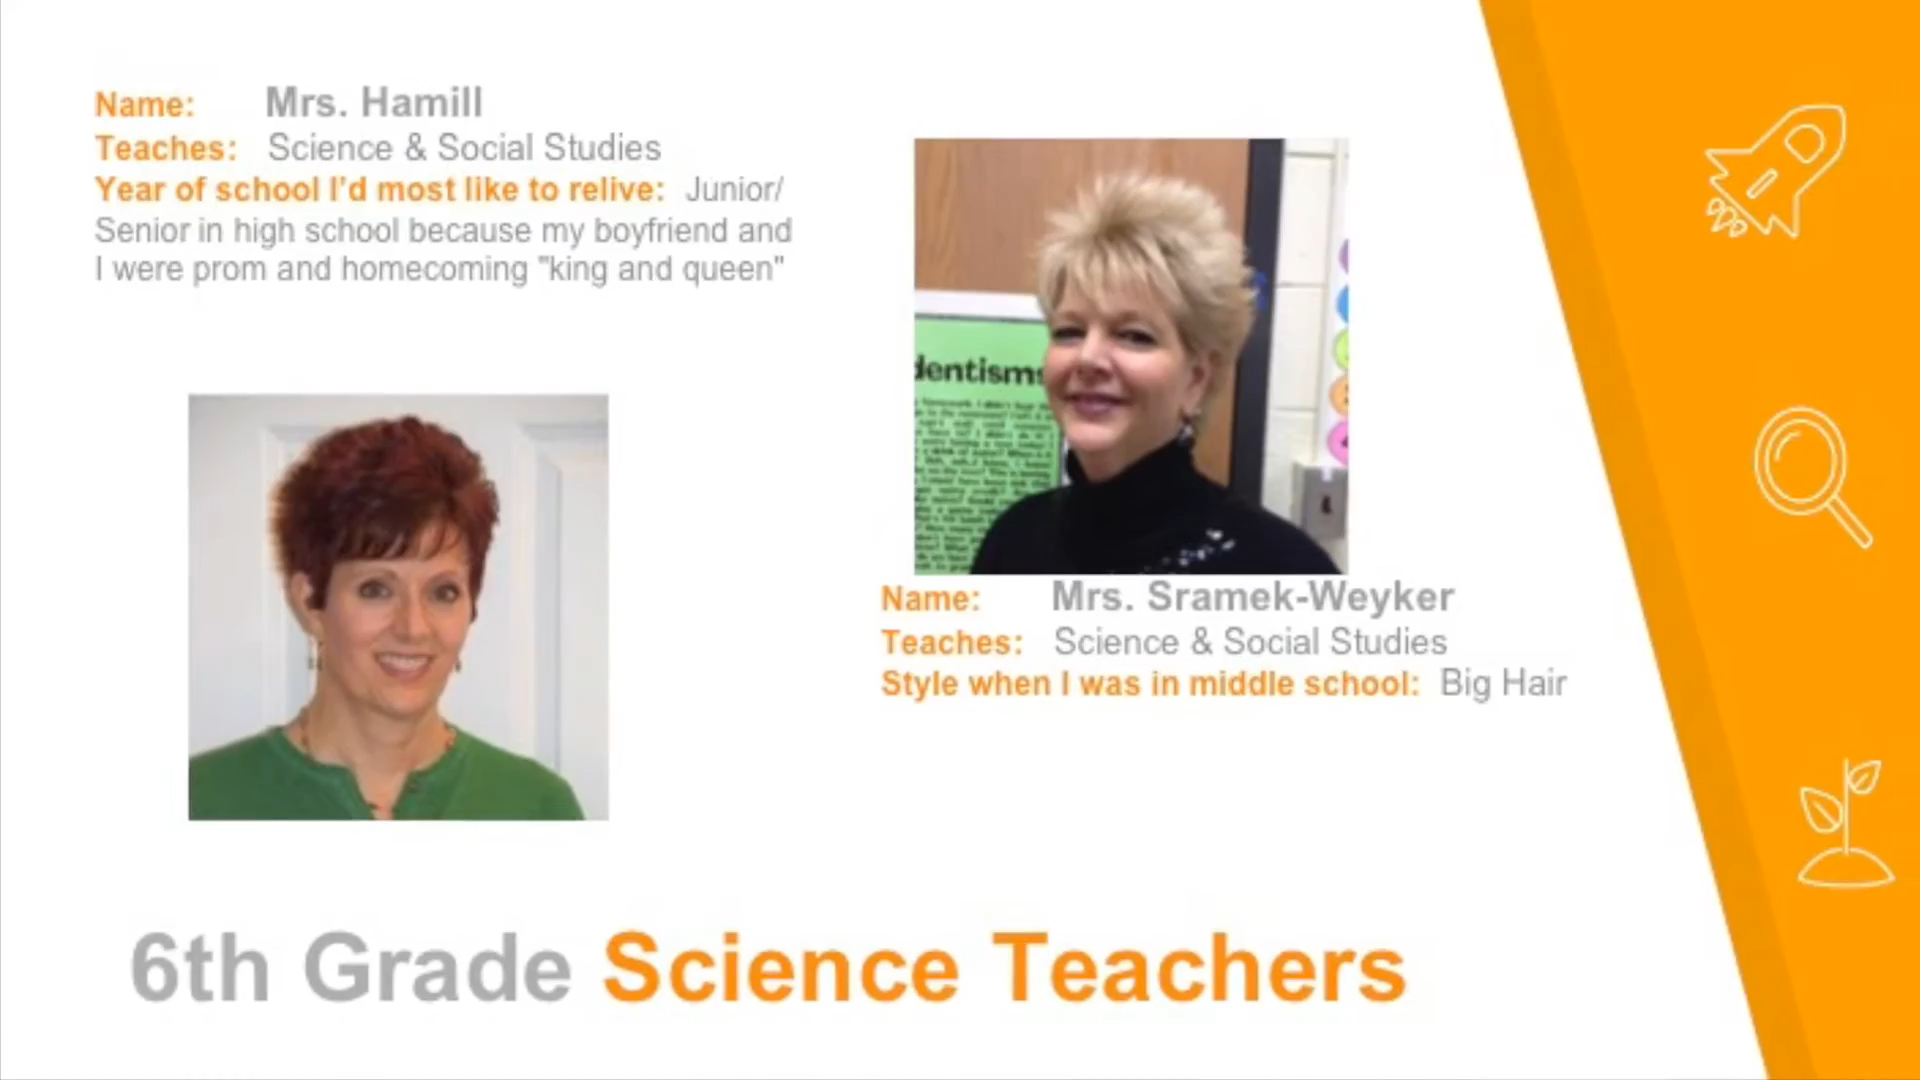 Name: Mrs. Hamill
Teaches: Science & Social Studies
Year of school I'd most like to relive: Junior/
Senior in high school because my boyfriend and
I were prom and homecoming "king and queen"
dentisms
Name: Mrs. Sramek-Weyker
Teaches: Science & Social Studies
Style when I was in middle school: Big Hair
6th Grade Science Teachers